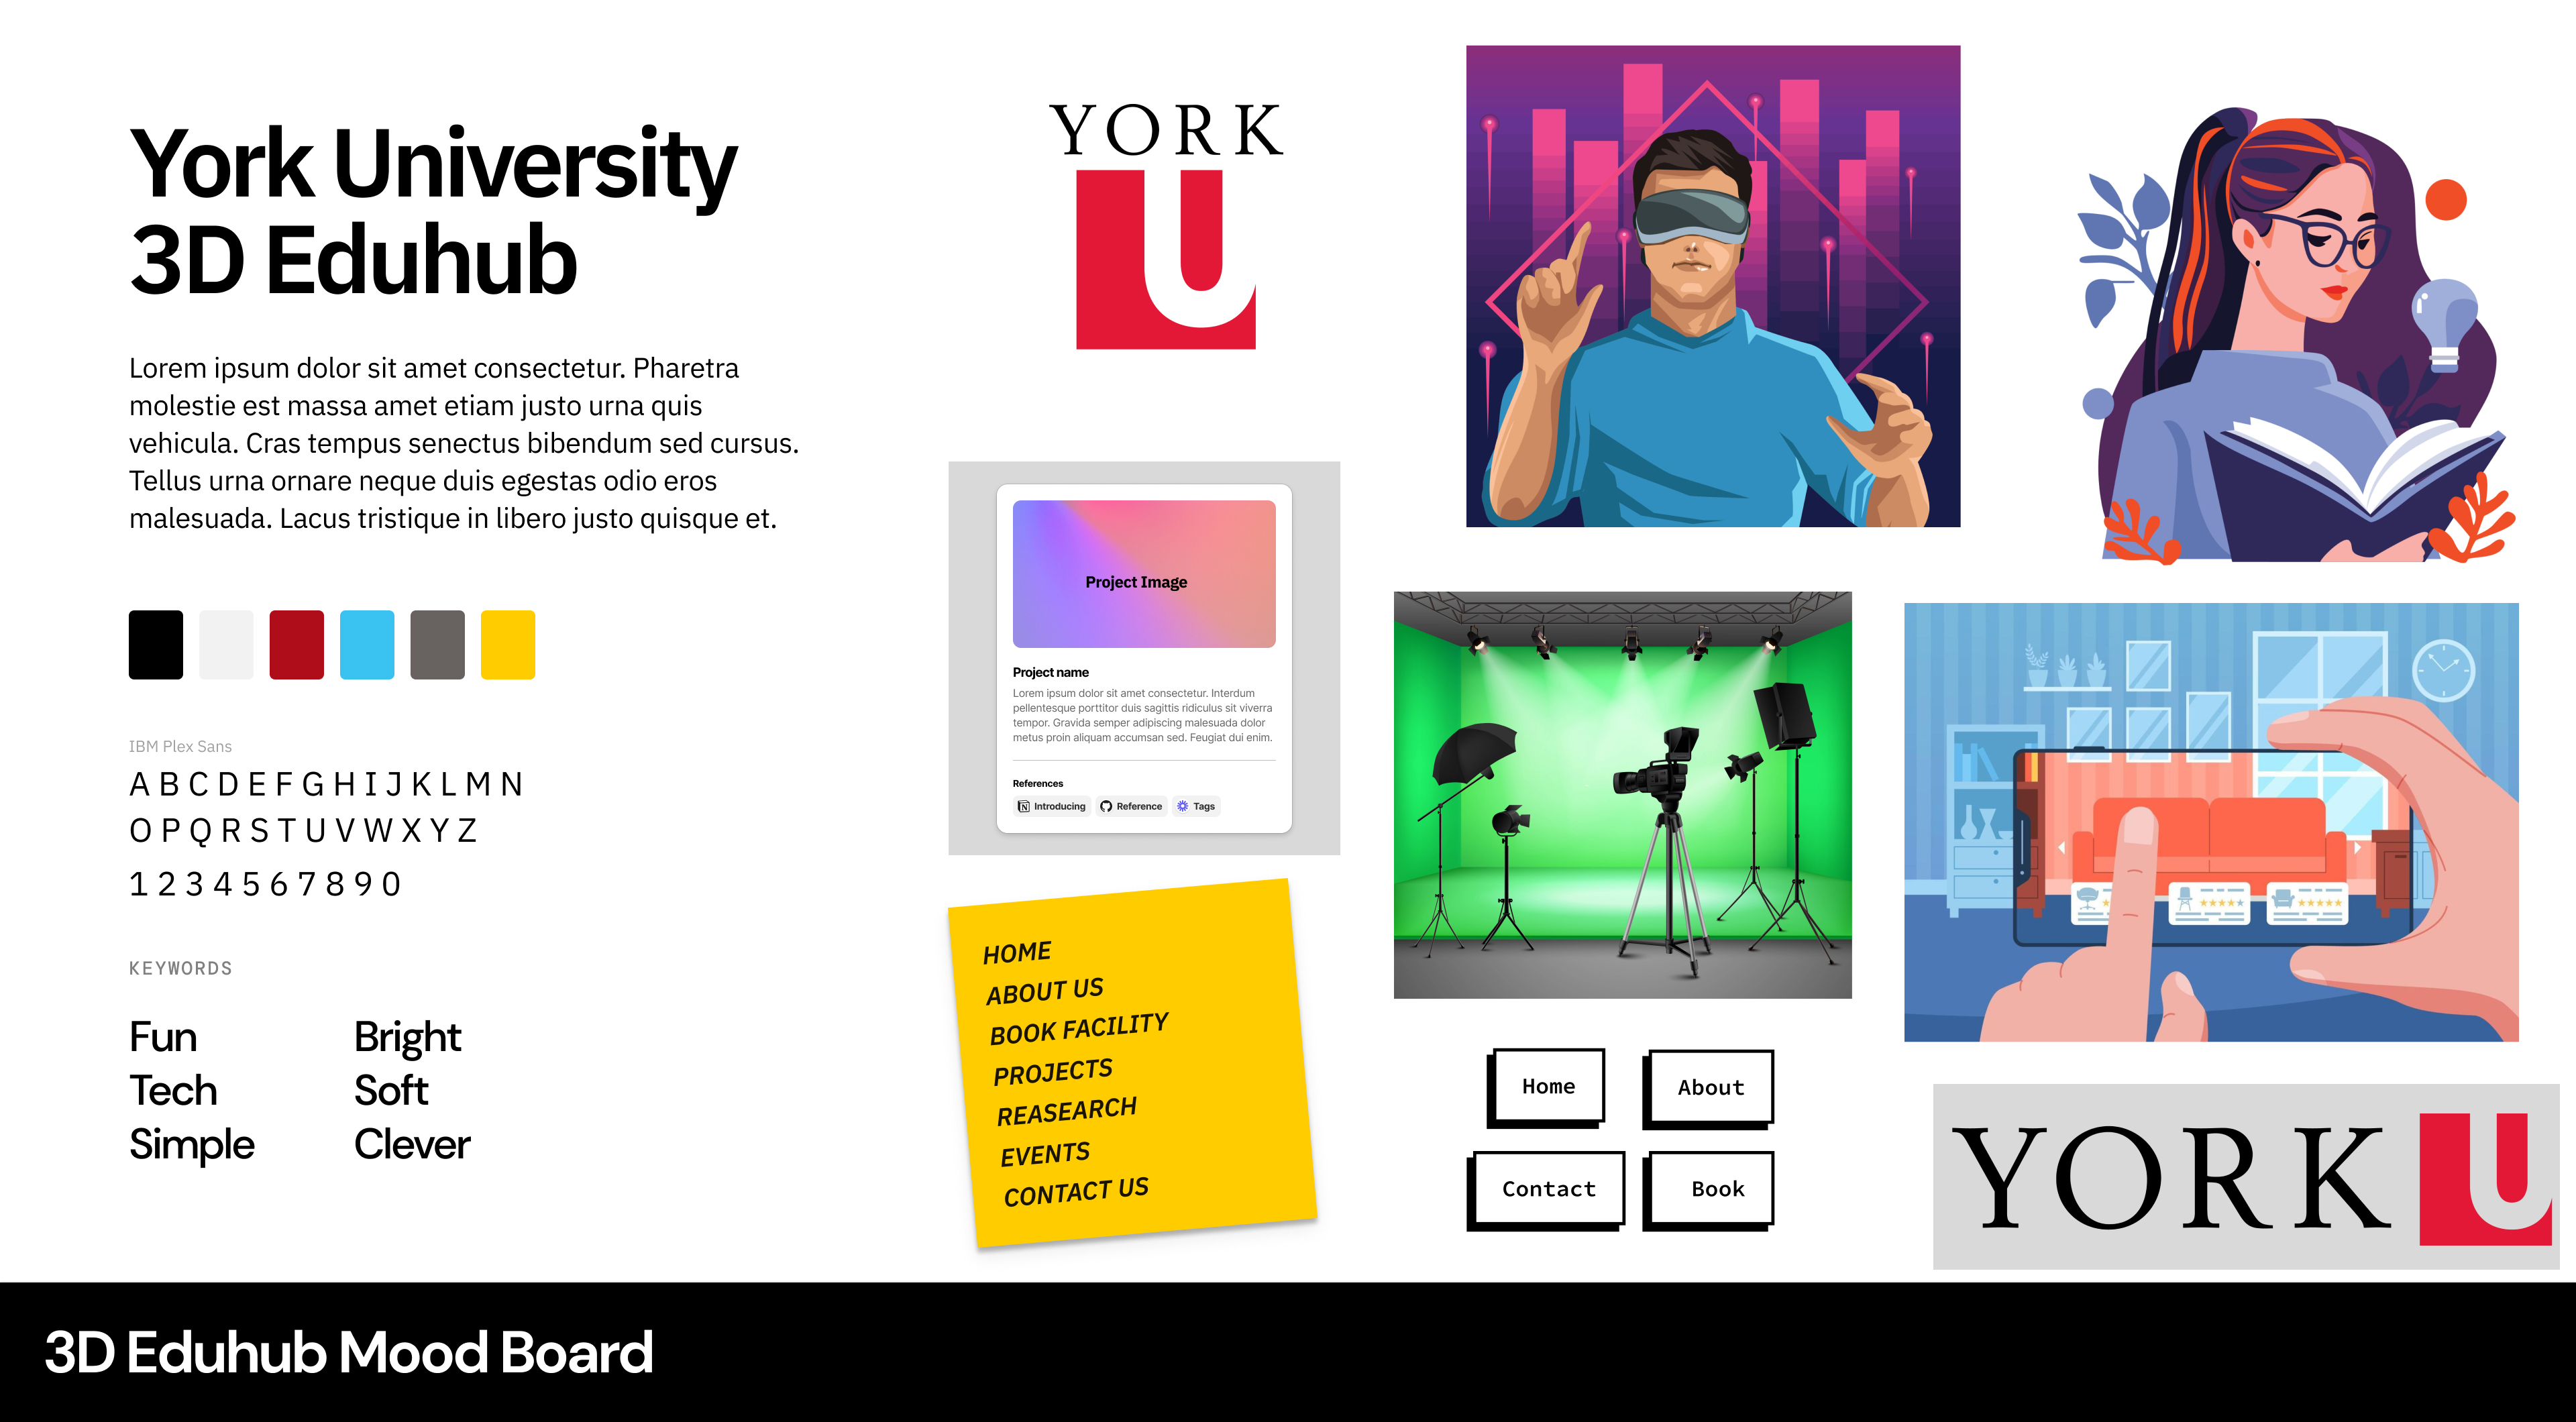 York University
3D Eduhub
Lorem ipsum dolor sit amet consectetur. Pharetra
molestie est massa amet etiam justo urna quis
vehicula. Cras tempus senectus bibendum sed cursus.
Tellus urna ornare neque duis egestas odio eros
malesuada. Lacus tristique in libero justo quisque et.
IBM Plex Sans
A B C D E F G H I J K L M N
O P Q R S T U V W X Y Z
1 2 3 4 5 6 7 8 9 0
KEYWORDS
Fun
Tech
Simple
Bright
Soft
Clever
YORK
U
Project Image
Project name
Lorem ipsum dolor sit amet consectetur. Interdum
pellentesque porttitor duis sagittis ridiculus sit viverra
tempor. Gravida semper adipiscing malesuada dolor
metus proin aliquam accumsan sed. Feugiat dui enim.
References
Introducing
Reference
Tags
HOME
ABOUT US
BOOK FACILITY
PROJECTS
REASEARCH
EVENTS
CONTACT US
Home
About
Contact
Book
YORK U
3D Eduhub Mood Board